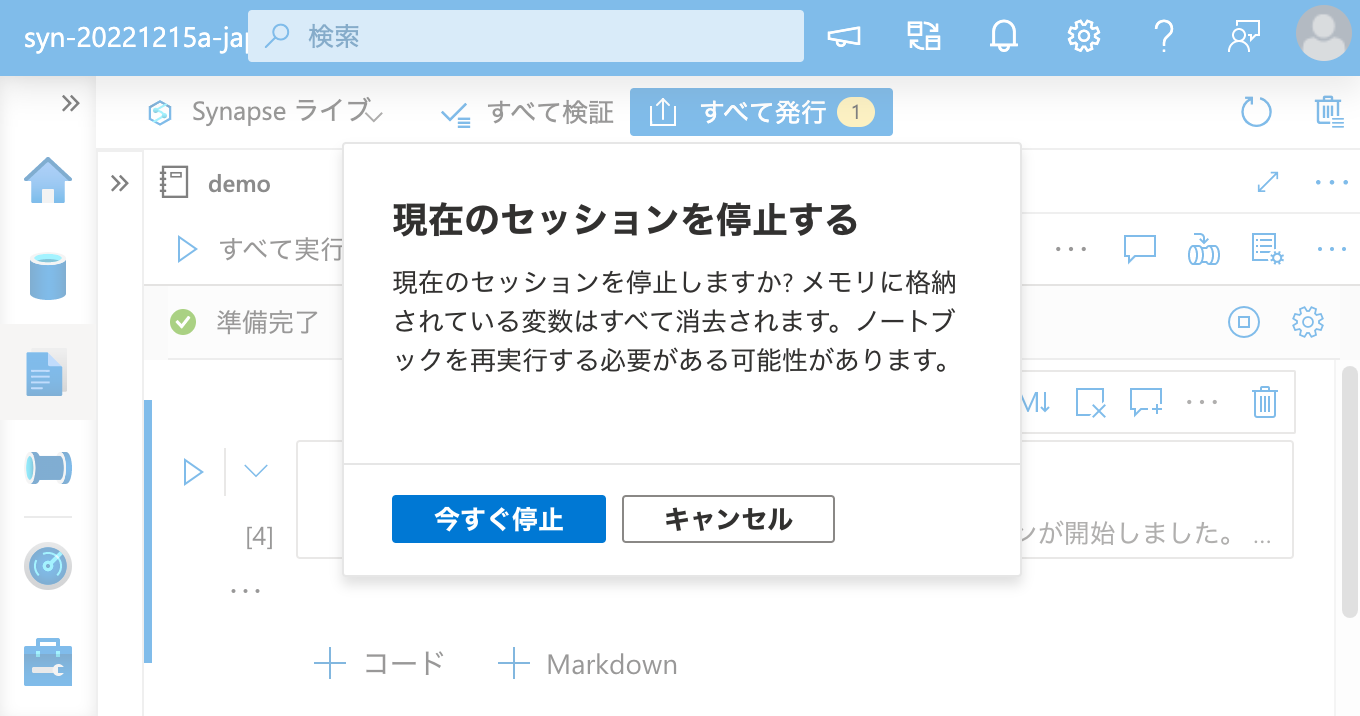 syn-20221215a-jap
検索
Synapse ライブ
すべて検証
すべて発行
1
demo
すべて実行
準備完了
現在のセッションを停止する
現在のセッションを停止しますか? メモリに格納
されている変数はすべて消去されます。ノートブ
ックを再実行する必要がある可能性があります。
M↓
今すぐ停止
キャンセル
[4]
ンが開始しました。 ...
コード
Markdown